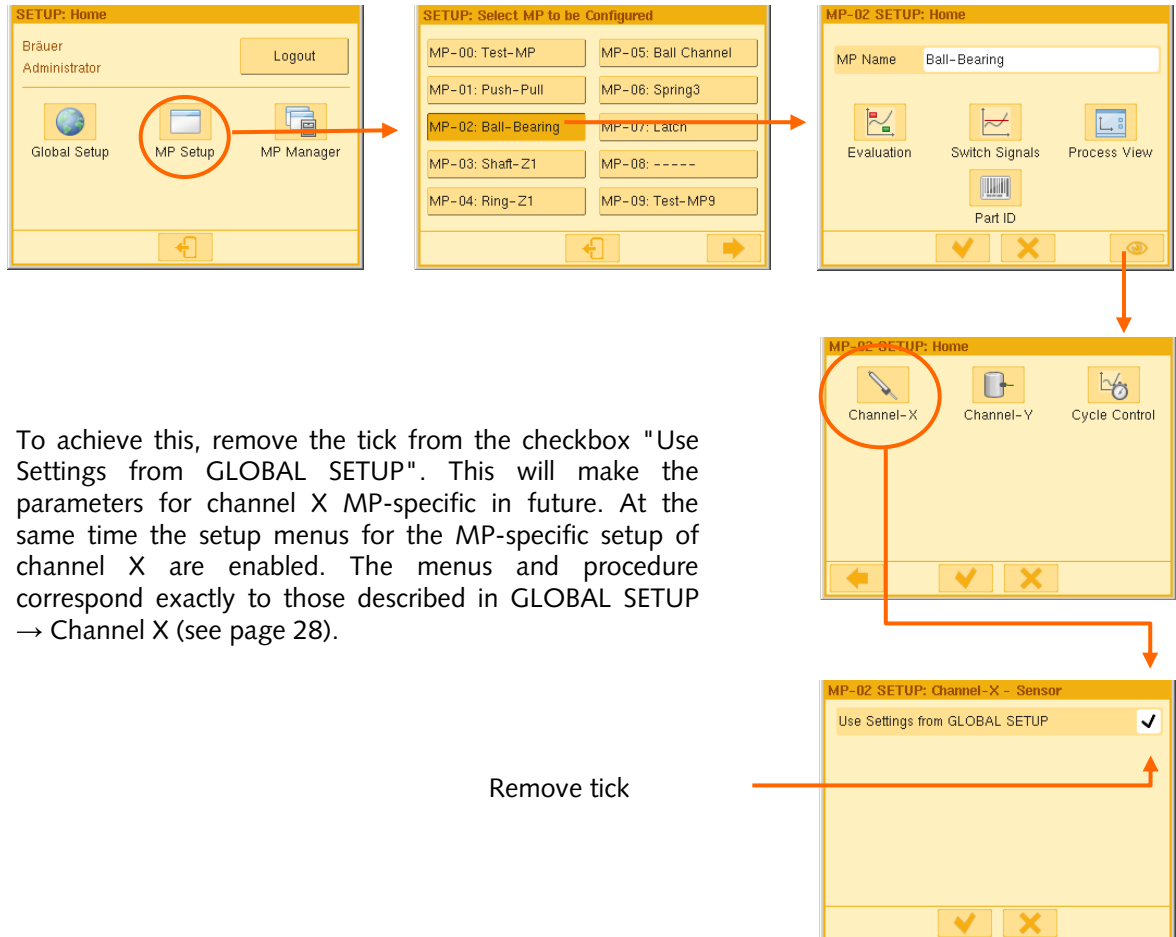 SETUP: Home
Bräuer
Administrator
Logout
Global Setup
MP Setup
MP Manager
SETUP: Select MP to be Configured
MP-00: Test-MP
MP-05: Ball Channel
MP-01: Push-Pull
MP-06: Spring3
MP-02: Ball-Bearing
MP-07: Latch
MP-03: Shaft-Z1
MP-08: -----
MP-04: Ring-Z1
MP-09: Test-MP9
MP-02 SETUP: Home
MP Name
Ball-Bearing
Evaluation
Switch Signals
Process View
Part ID
MP-02 SETUP: Home
Channel-X
Channel-Y
Cycle Control
To achieve this, remove the tick from the checkbox "Use
Settings from GLOBAL SETUP". This will make the
parameters for channel X MP-specific in future. At the
same time the setup menus for the MP-specific setup of
channel X are enabled. The menus and procedure
correspond exactly to those described in GLOBAL SETUP
→ Channel X (see page 28).
MP-02 SETUP: Channel-X - Sensor
Use Settings from GLOBAL SETUP
Remove tick